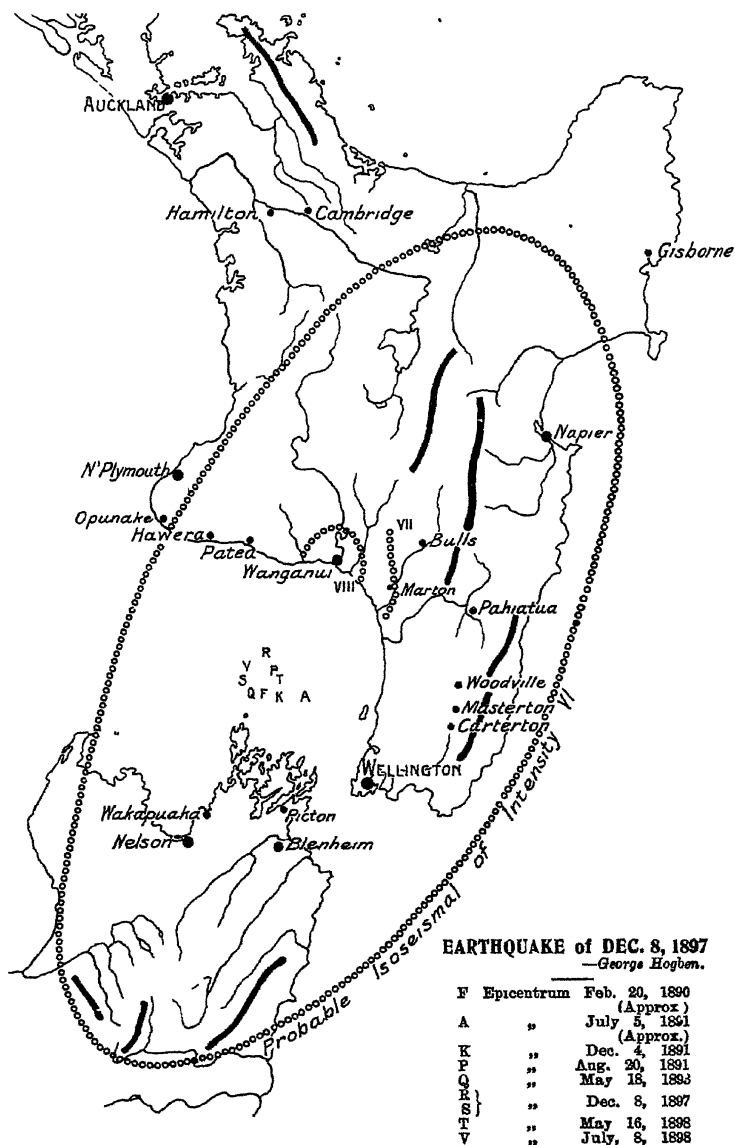 AUCKLAND
Hamilton
Cambridge
Gisborne
Napier
N'Plymouth
Opunake
Hawera
Patea
Wanganui
VII
Bulls
VIII
Marton
Pahiatua
R
V
P
S
T
Q F K A
Woodville
Masterton
Carterton
WELLINGTON
Wakapuaka
Picton
Nelson
Blenheim
Probable Isoseismal of Intensity VI
EARTHQUAKE of DEC. 8, 1897
—George Hogben.
F Epicentrum Feb. 20, 1890
(Approx)
A „ July 5, 1891
(Approx.)
K „ Dec. 4, 1891
P „ Aug. 20, 1891
Q „ May 18, 1893
R
S } „ Dec. 8, 1897
T „ May 16, 1898
V „ July, 8, 1898